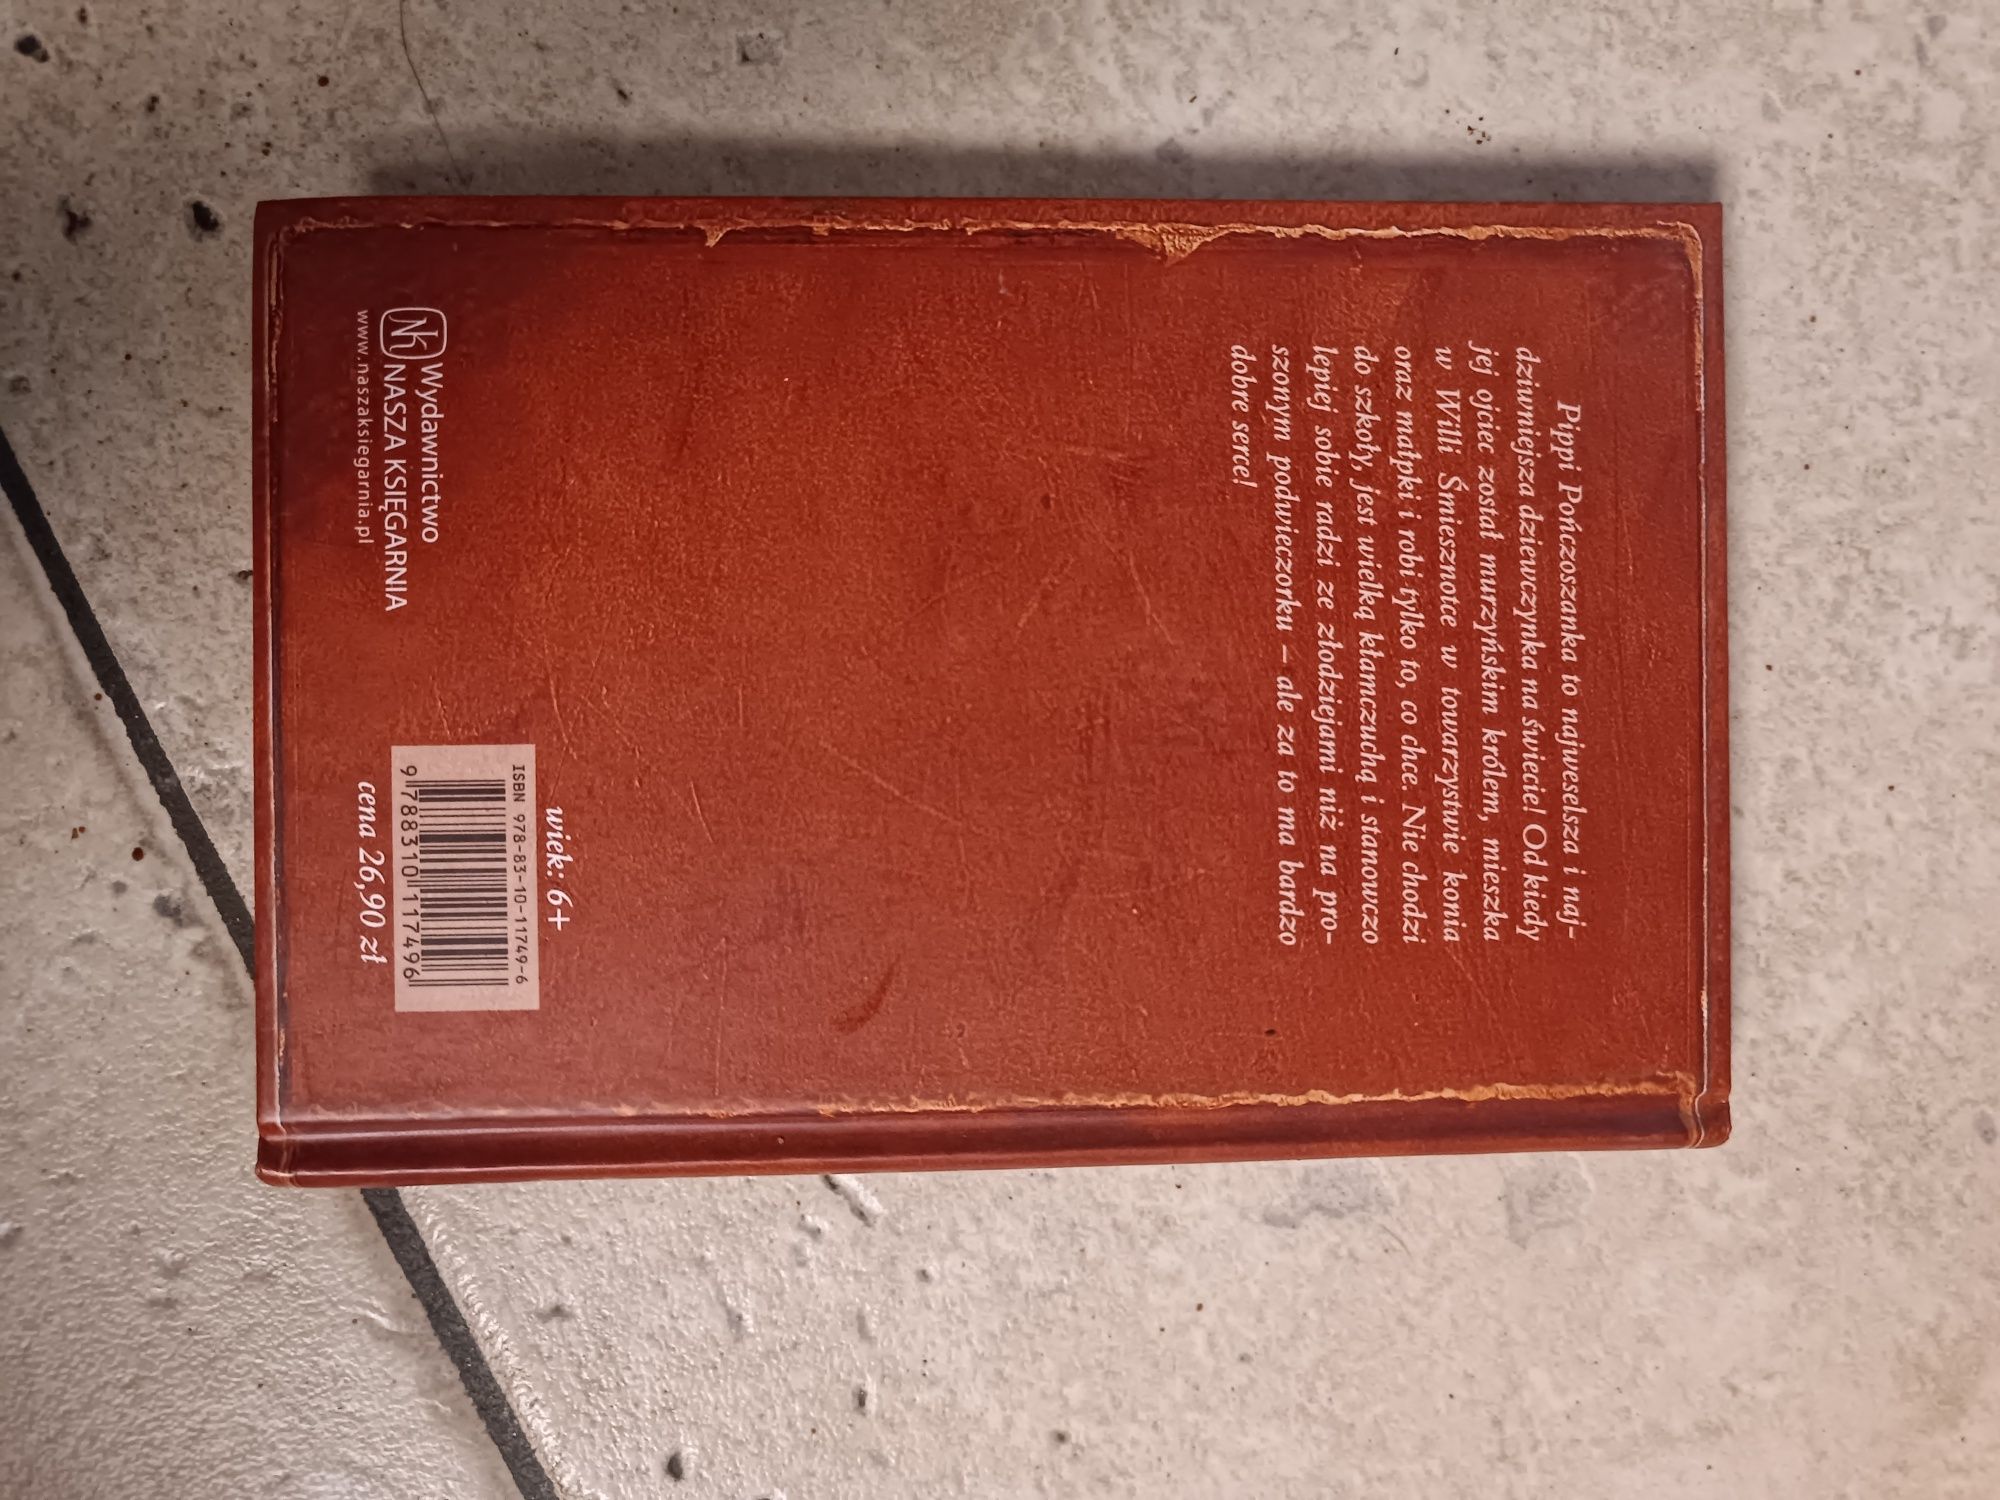 Pippi Pończoszanka to najweselsza i naj-
dziwniejsza dziewczynka na świecie! Od kiedy
jej ojciec został murzyńskim królem, mieszka
w Willi Śmiesznotce w towarzystwie konia
oraz małpki i robi tylko to, co chce. Nie chodzi
do szkoły, jest wielką kłamczuchą i stanowczo
lepiej sobie radzi ze złodziejami niż na pro-
szonym podwieczorku – ale za to ma bardzo
dobre serce!
wiek: 6+
ISBN 978-83-10-11749-6
9 788310 117496
cena 26,90 zł
Wydawnictwo
Nk NASZA KSIĘGARNIA
www.naszaksiegarnia.pl